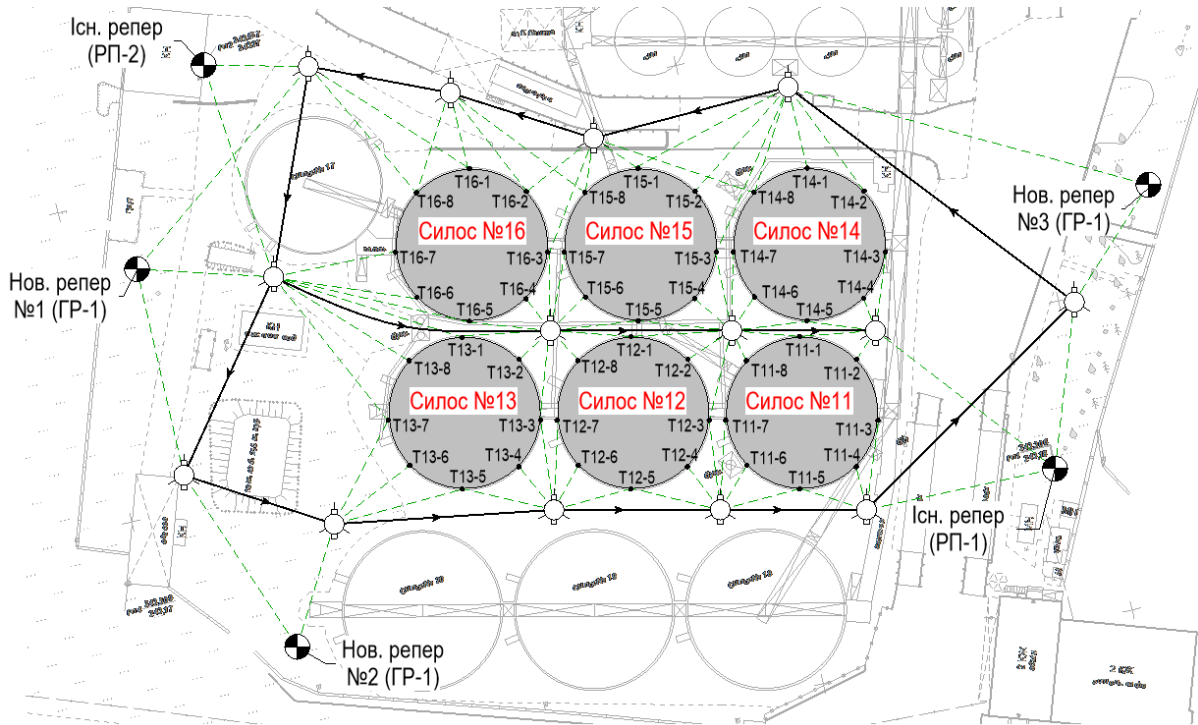 Існ. репер
(РП-2)
Нов. репер
№3 (ГР-1)
Нов. репер
№1 (ГР-1)
Існ. репер
(РП-1)
Нов. репер
№2 (ГР-1)
T16-1
T16-8
T16-2
Силос №16
T16-7
T16-3
T16-6
T16-4
T16-5
T15-1
T15-8
T15-2
Силос №15
T15-7
T15-3
T15-6
T15-4
T15-5
T14-1
T14-8
T14-2
Силос №14
T14-7
T14-3
T14-6
T14-4
T14-5
T13-1
T13-8
T13-2
Силос №13
T13-7
T13-3
T13-6
T13-4
T13-5
T12-1
T12-8
T12-2
Силос №12
T12-7
T12-3
T12-6
T12-4
T12-5
T11-1
T11-8
T11-2
Силос №11
T11-7
T11-3
T11-6
T11-4
T11-5
КН
2 КЖ
2 КЖ